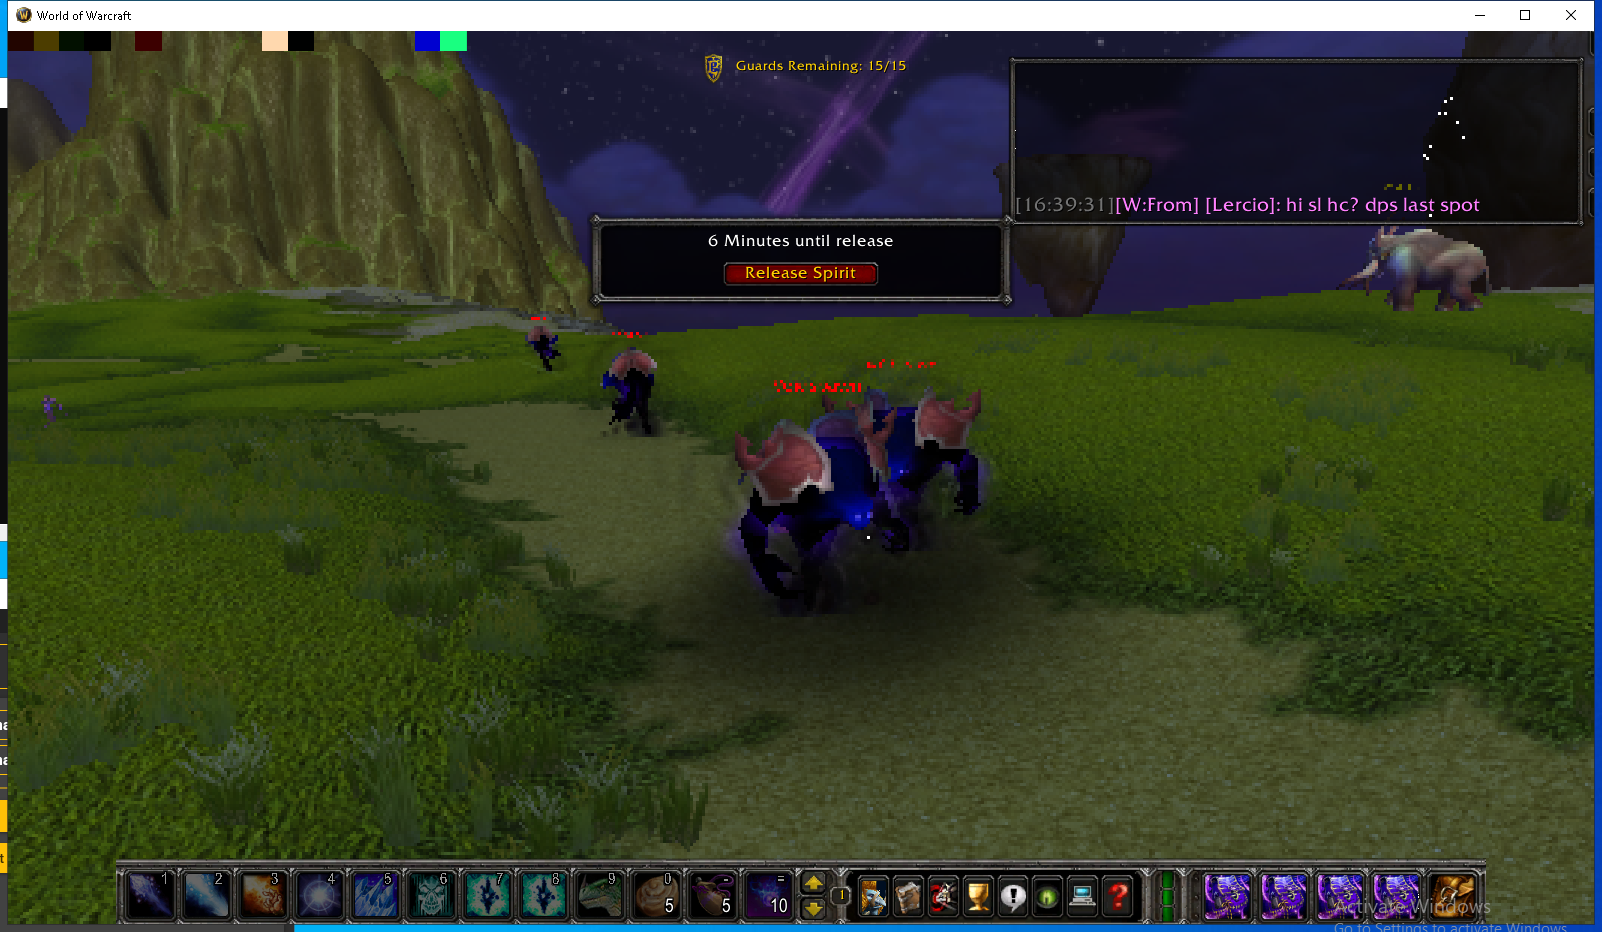 World of Warcraft
Guards Remaining: 15/15
[16:39:31][W:From] [Lercio]: hi sl hc? dps last spot
6 Minutes until release
Release Spirit
1 2 3 4 5 6 7 8 9 0 - =
5 5 10
Activate Windows
Go to Settings to activate Windows.